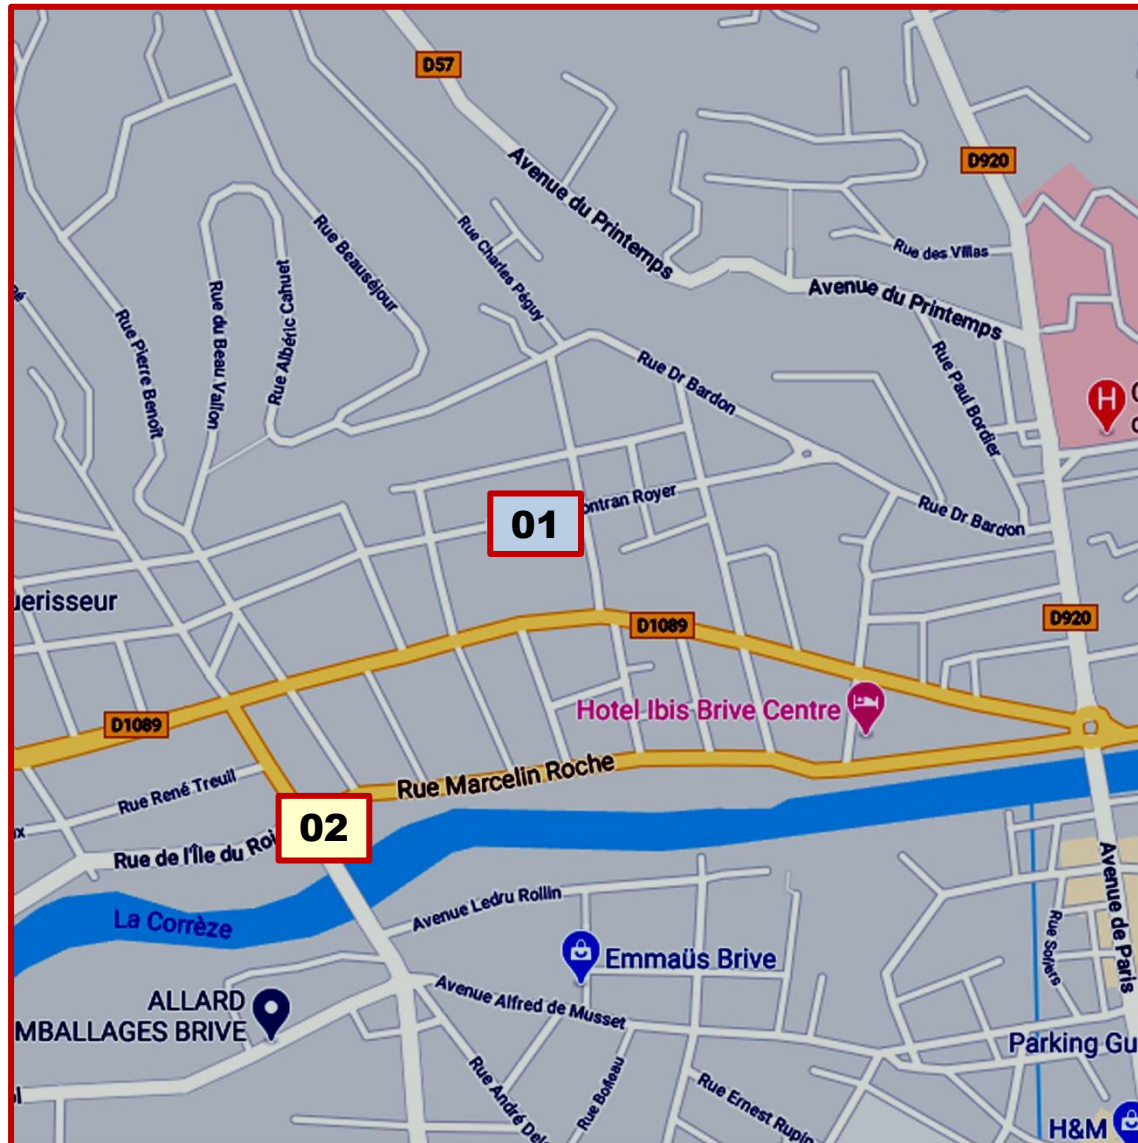 D57
D920
Avenue du Printemps
Rue Charles Péguy
Rue des Villas
Rue Beauséjour
Rue du Beau Vallon
Rue Albéric Cahuet
Avenue du Printemps
Rue Pierre Benoît
Rue Dr Bardon
Rue Paul Bordier
H
01
ontran Royer
Rue Dr Bardon
uerisseur
D1089
D920
Hotel Ibis Brive Centre
D1089
Rue René Treuil
Rue Marcelin Roche
02
Rue de l'Île du Roi
Avenue Ledru Rollin
La Corrèze
Avenue de Paris
Emmaüs Brive
Avenue Alfred de Musset
ALLARD
MBALLAGES BRIVE
Parking Gu
Rue Boileau
Rue Ernest Rupin
H&M